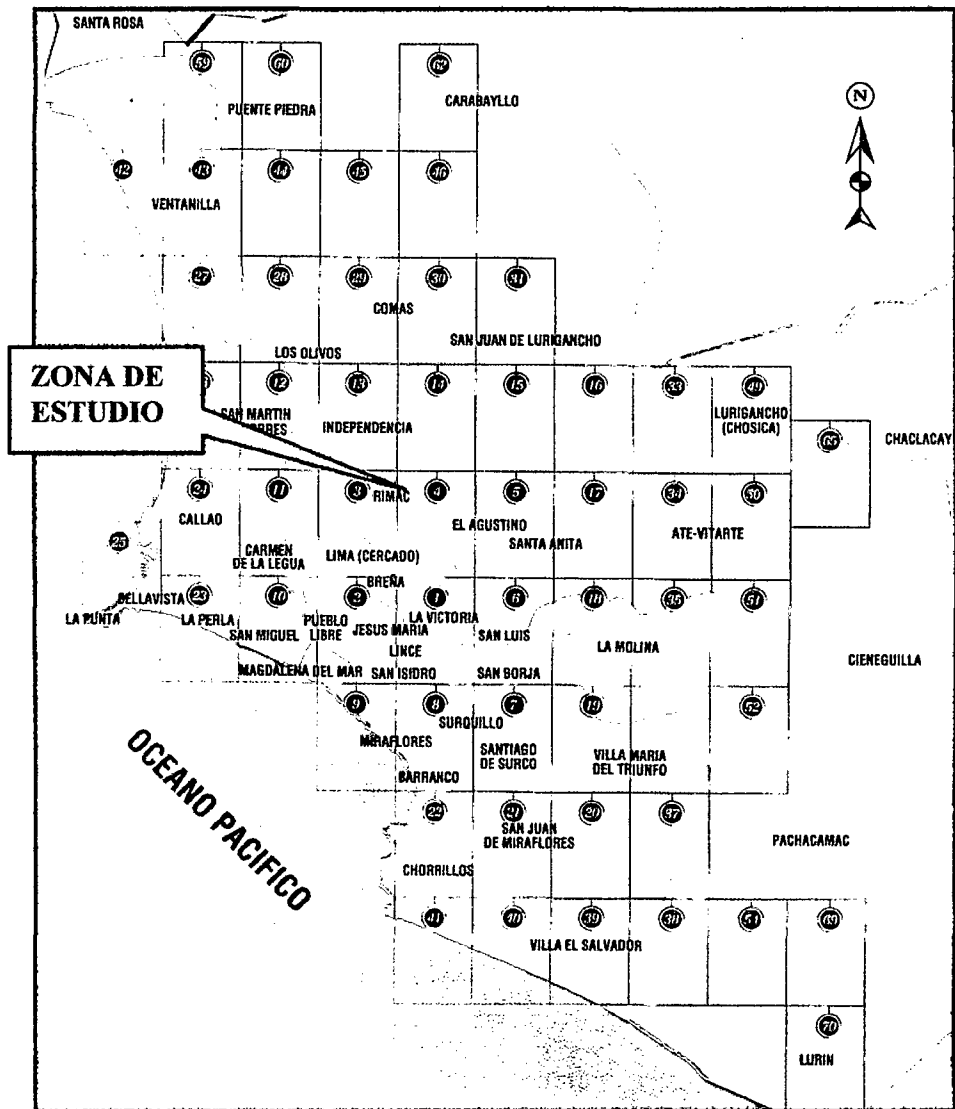 SANTA ROSA
59
60
62
PUENTE PIEDRA
CARABAYLLO
N
42
43
44
45
46
VENTANILLA
27
28
29
30
31
COMAS
SAN JUAN DE LURIGANCHO
LOS OLIVOS
ZONA DE
ESTUDIO
12
13
14
15
16
33
49
SAN MARTIN
INDEPENDENCIA
LURIGANCHO
(CHOSICA)
66
CHACLACAY
24
11
3
RIMAC
4
5
17
34
50
CALLAO
EL AGUSTINO
SANTA ANITA
ATE-VITARTE
25
CARMEN
DE LA LEGUA
LIMA (CERCADO)
BREÑA
BELLAVISTA
23
10
2
1
6
18
35
51
LA PUNTA
LA PERLA
PUEBLO
LIBRE
LA VICTORIA
SAN MIGUEL
JESUS MARIA
SAN LUIS
LINCE
LA MOLINA
CIENEGUILLA
MAGDALENA DEL MAR
SAN ISIDRO
SAN BORJA
9
8
7
19
52
SURQUILLO
MIRAFLORES
SANTIAGO
DE SURCO
VILLA MARIA
DEL TRIUNFO
BARRANCO
OCEANO PACIFICO
22
21
20
37
SAN JUAN
DE MIRAFLORES
PACHACAMAC
CHORRILLOS
41
40
39
38
54
69
VILLA EL SALVADOR
70
LURIN